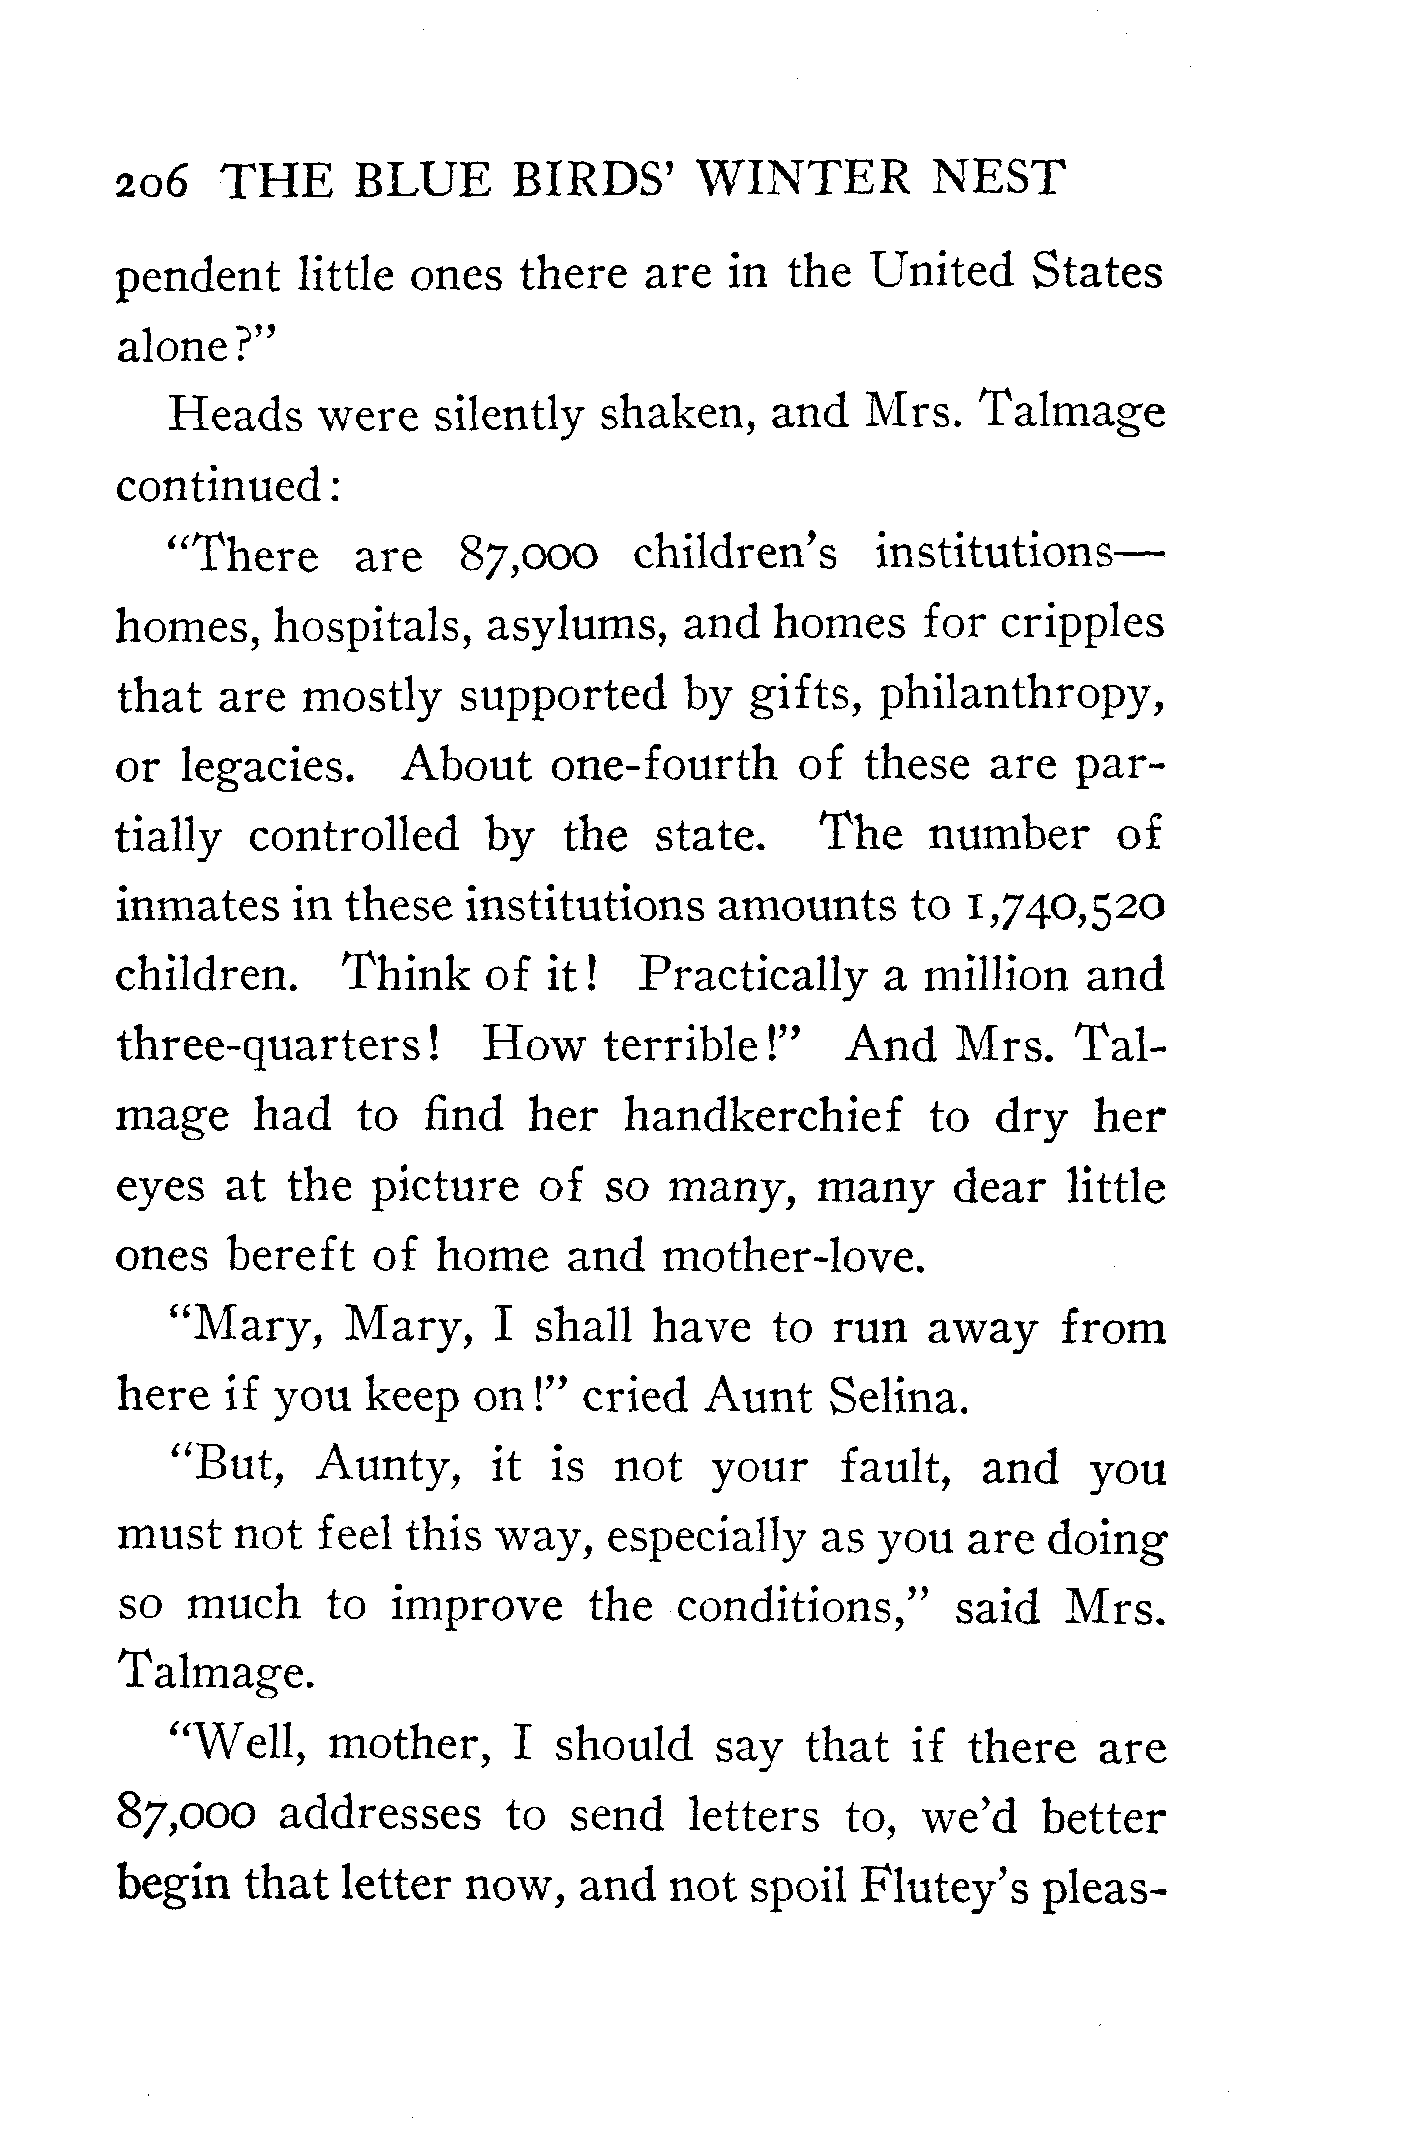 206 THE BLUE BIRDS' WINTER NEST
pendent little ones there are in the United States
alone?"
Heads were silently shaken, and Mrs. Talmage
continued:
"There are 87,000 children's institutions—
homes, hospitals, asylums, and homes for cripples
that are mostly supported by gifts, philanthropy,
or legacies. About one-fourth of these are par-
tially controlled by the state. The number of
inmates in these institutions amounts to 1,740,520
children. Think of it! Practically a million and
three-quarters! How terrible!" And Mrs. Tal-
mage had to find her handkerchief to dry her
eyes at the picture of so many, many dear little
ones bereft of home and mother-love.
"Mary, Mary, I shall have to run away from
here if you keep on!" cried Aunt Selina.
"But, Aunty, it is not your fault, and you
must not feel this way, especially as you are doing
so much to improve the conditions," said Mrs.
Talmage.
"Well, mother, I should say that if there are
87,000 addresses to send letters to, we'd better
begin that letter now, and not spoil Flutey's pleas-